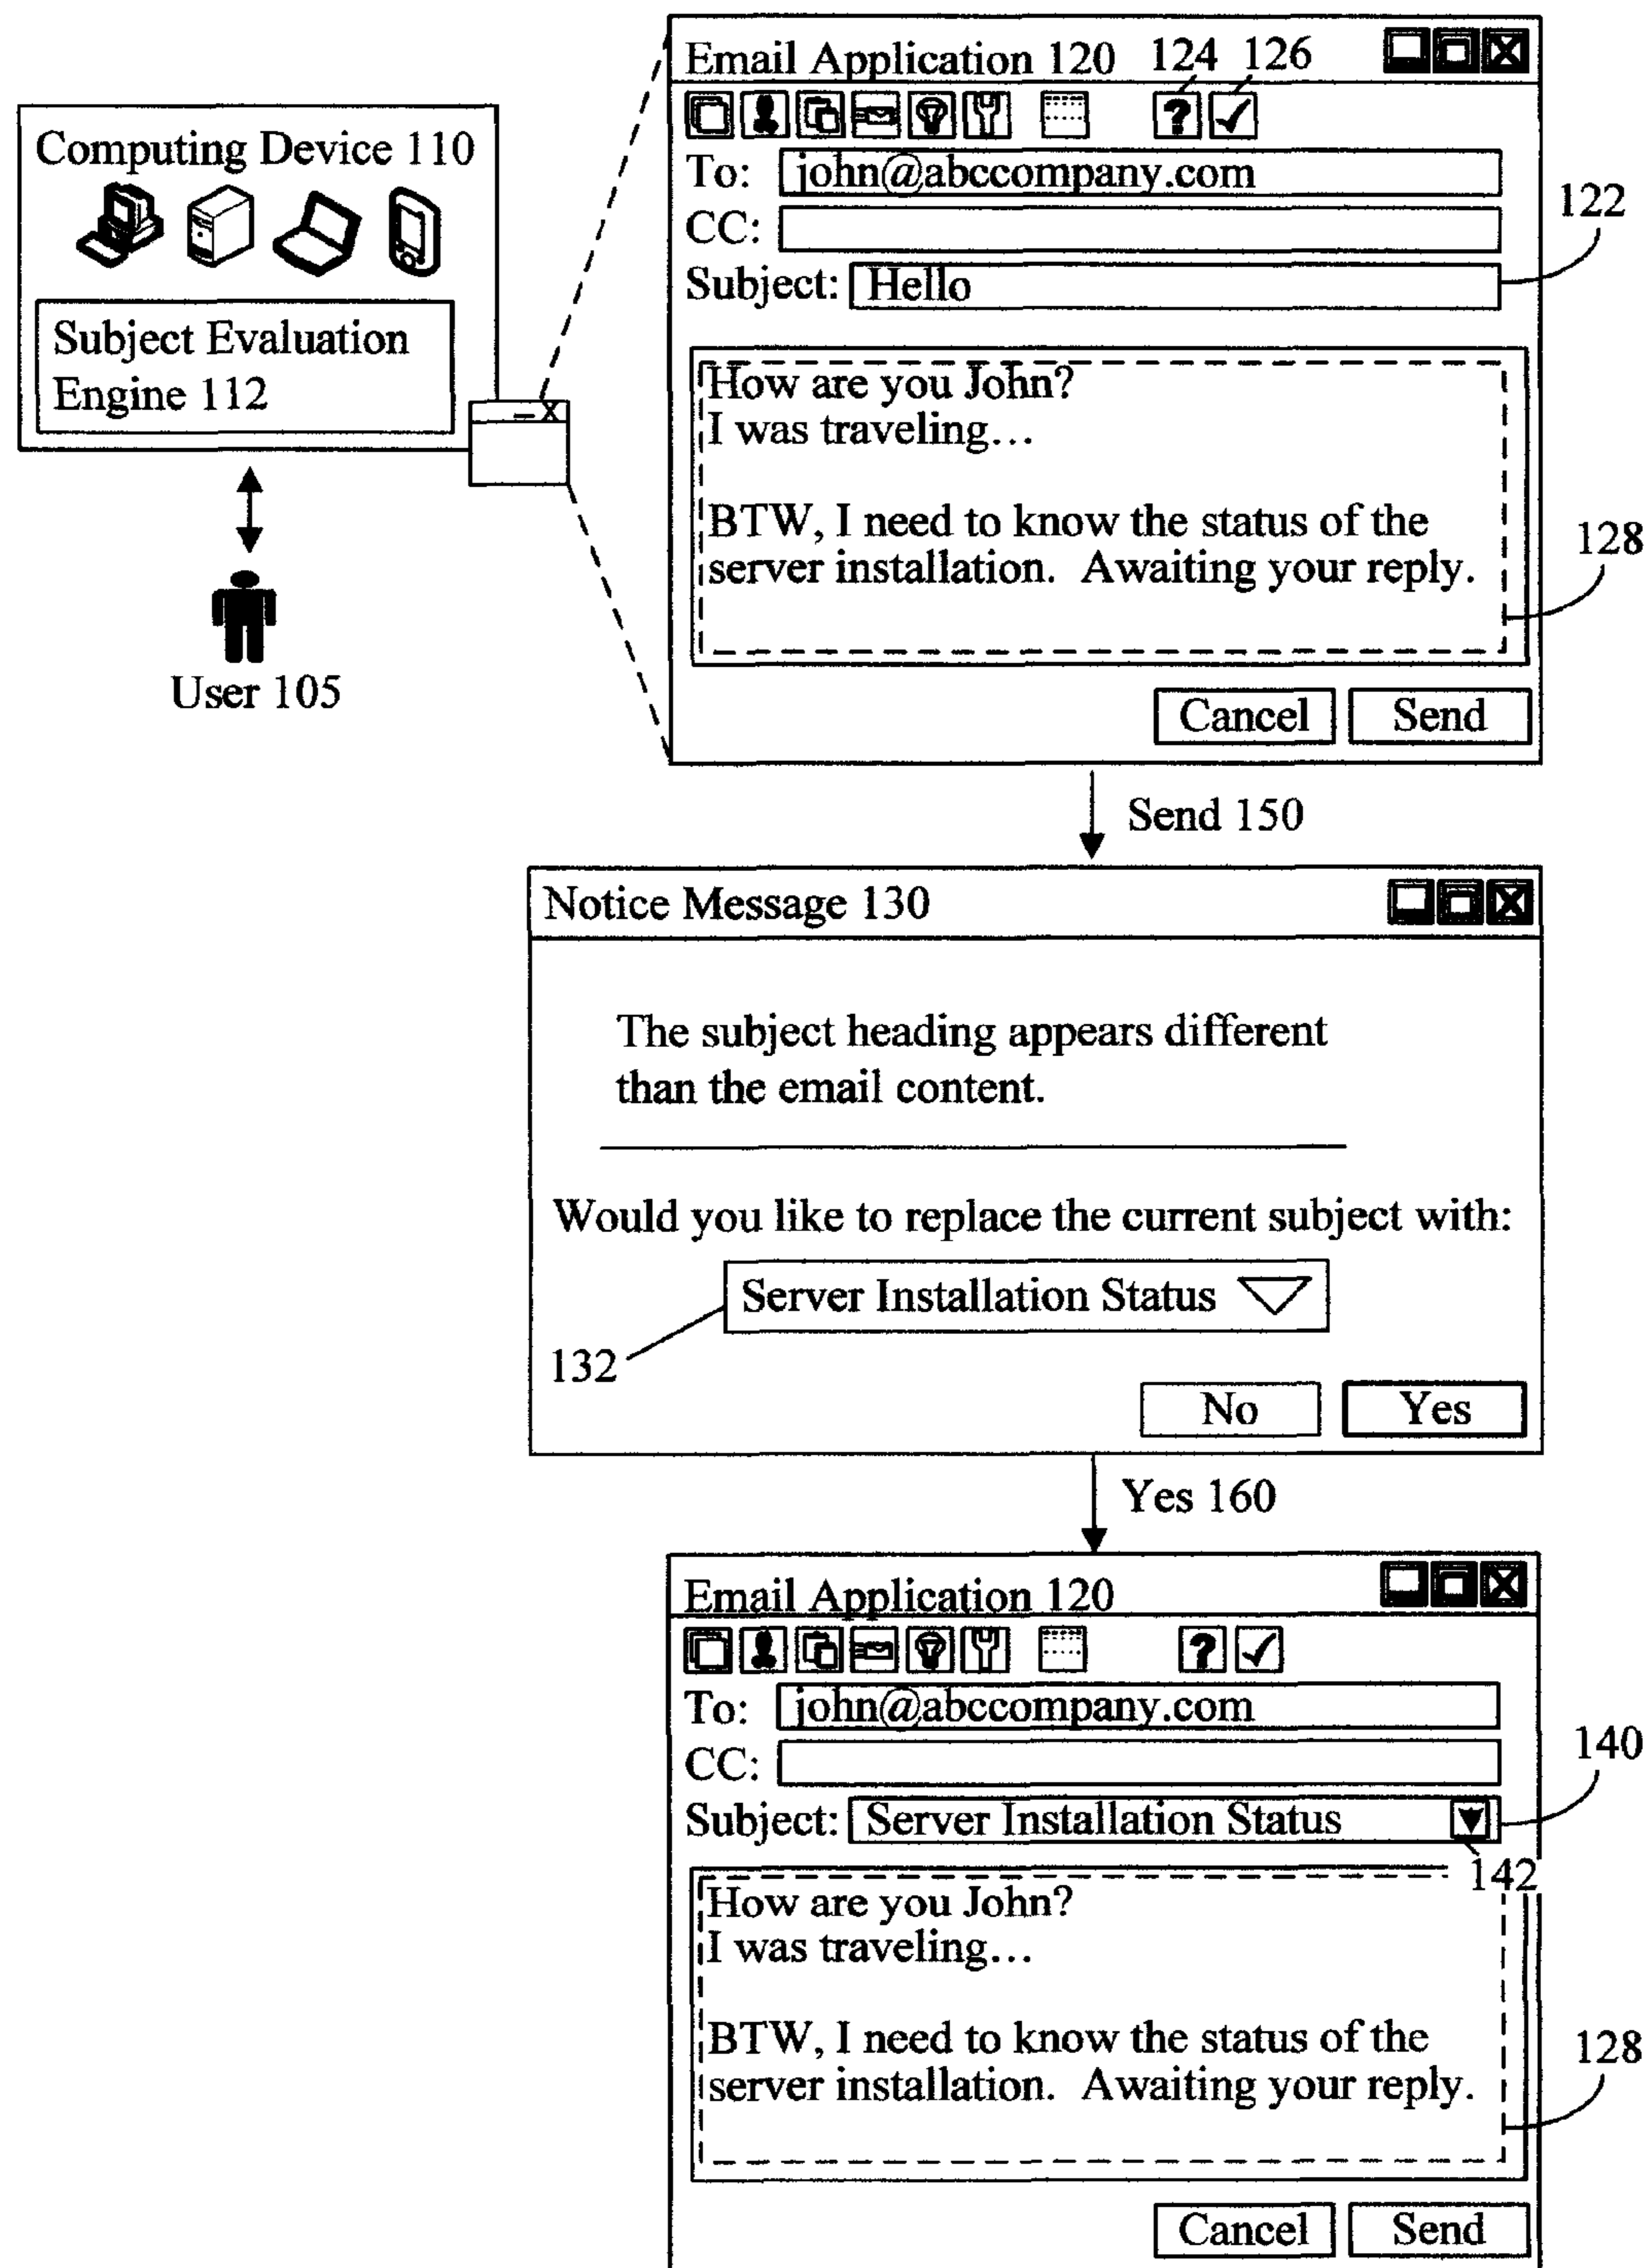 Computing Device 110
Subject Evaluation
Engine 112
User 105
Email Application 120
124
126
?
To: john@abccompany.com
CC:
Subject: Hello
122
How are you John?
I was traveling...
BTW, I need to know the status of the
server installation. Awaiting your reply.
128
Cancel
Send
Send 150
Notice Message 130
The subject heading appears different
than the email content.
Would you like to replace the current subject with:
Server Installation Status
132
No
Yes
Yes 160
Email Application 120
?
To: john@abccompany.com
CC:
140
Subject: Server Installation Status
142
How are you John?
I was traveling...
BTW, I need to know the status of the
server installation. Awaiting your reply.
128
Cancel
Send